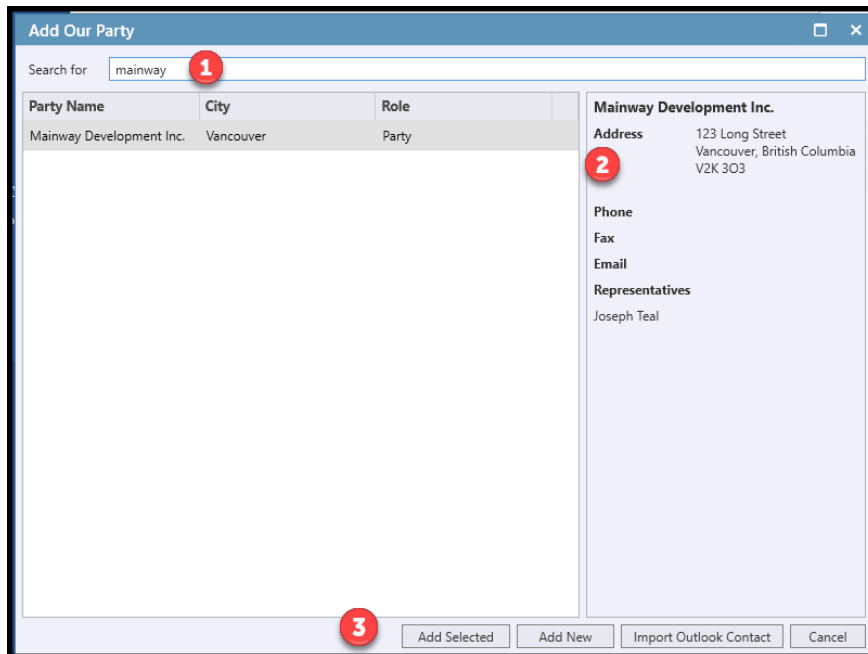 Add Our Party
Search for mainway 1
Party Name City Role
Mainway Development Inc. Vancouver Party
Mainway Development Inc.
Address 123 Long Street
Vancouver, British Columbia
2
V2K 3O3
Phone
Fax
Email
Representatives
Joseph Teal
3
Add Selected Add New Import Outlook Contact Cancel